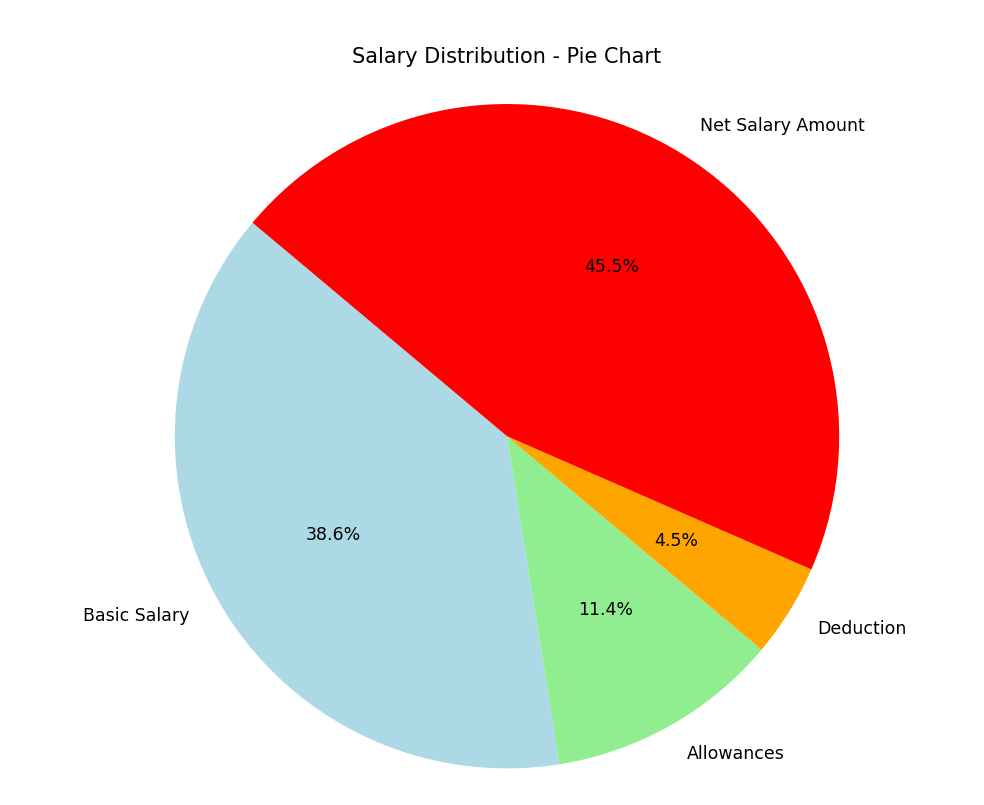 Salary Distribution - Pie Chart
Net Salary Amount
45.5%
38.6%
4.5%
11.4%
Basic Salary
Deduction
Allowances